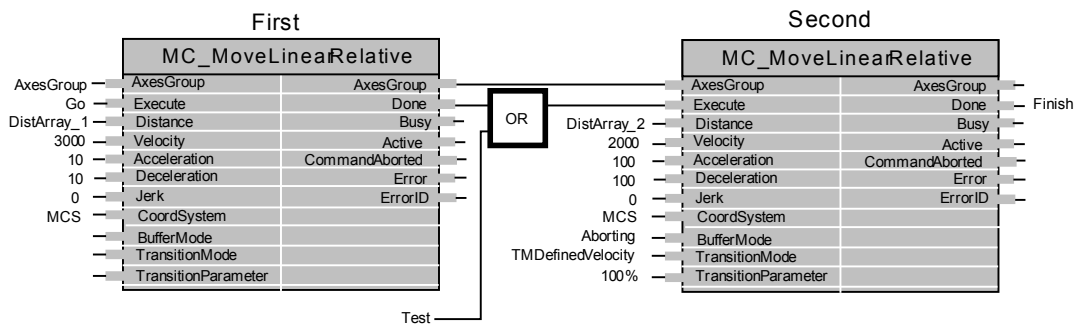 First
Second
MC_MoveLinearRelative
MC_MoveLinearRelative
AxesGroup AxesGroup AxesGroup AxesGroup AxesGroup
Go Execute Done OR Execute Done Finish
DistArray_1 Distance Busy DistArray_2 Distance Busy
3000 Velocity Active 2000 Velocity Active
10 Acceleration CommandAborted 100 Acceleration CommandAborted
10 Deceleration Error 100 Deceleration Error
0 Jerk ErrorID 0 Jerk ErrorID
MCS CoordSystem MCS CoordSystem
BufferMode Aborting BufferMode
TransitionMode TMDefinedVelocity TransitionMode
TransitionParameter 100% TransitionParameter
Test